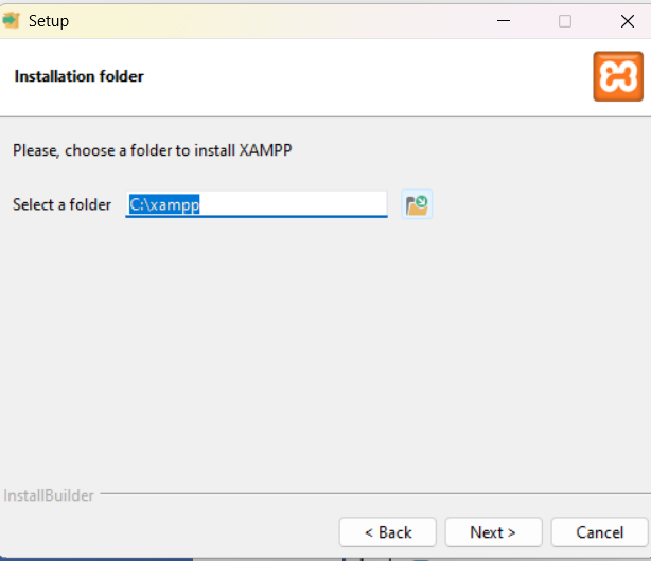 Setup
Installation folder
Please, choose a folder to install XAMPP
Select a folder C:\xampp
InstallBuilder
< Back Next > Cancel